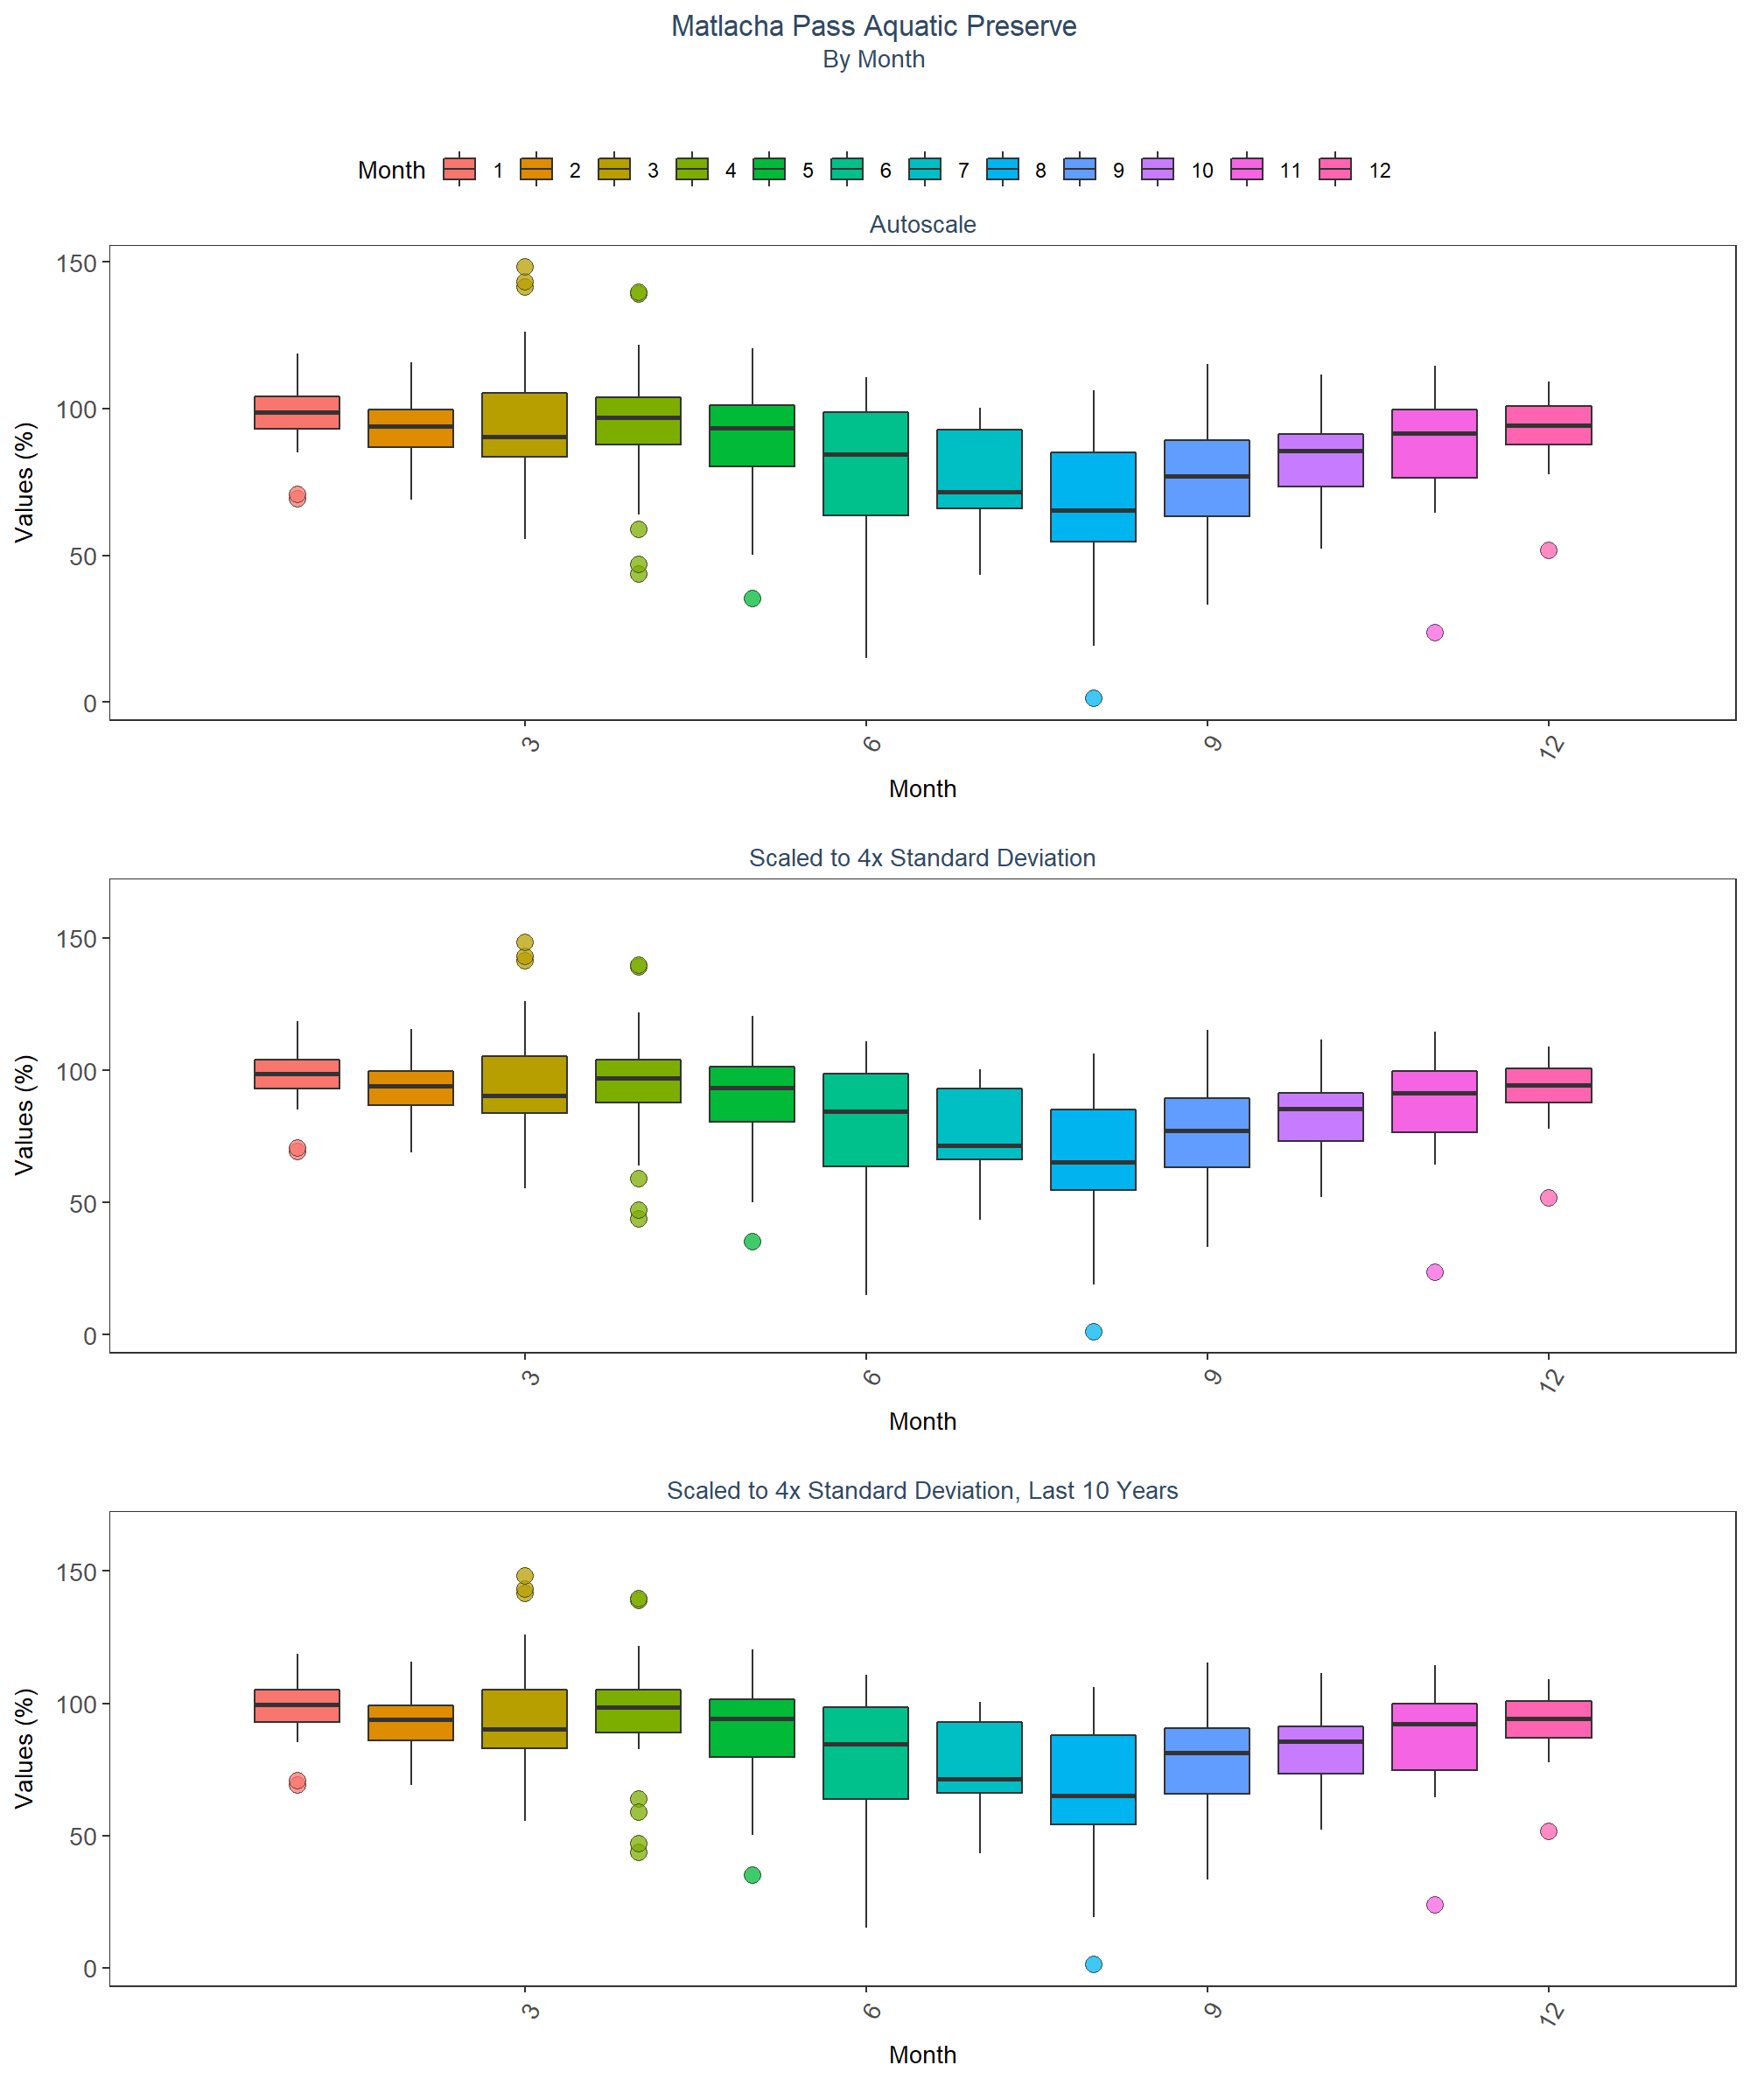 Matlacha Pass Aquatic Preserve
By Month
Month 1 2 3 4 5 6 7 8 9 10 11 12
Autoscale
Values (%)
150
100
50
0
3 6 9 12
Month
Scaled to 4x Standard Deviation
Values (%)
150
100
50
0
3 6 9 12
Month
Scaled to 4x Standard Deviation, Last 10 Years
Values (%)
150
100
50
0
3 6 9 12
Month